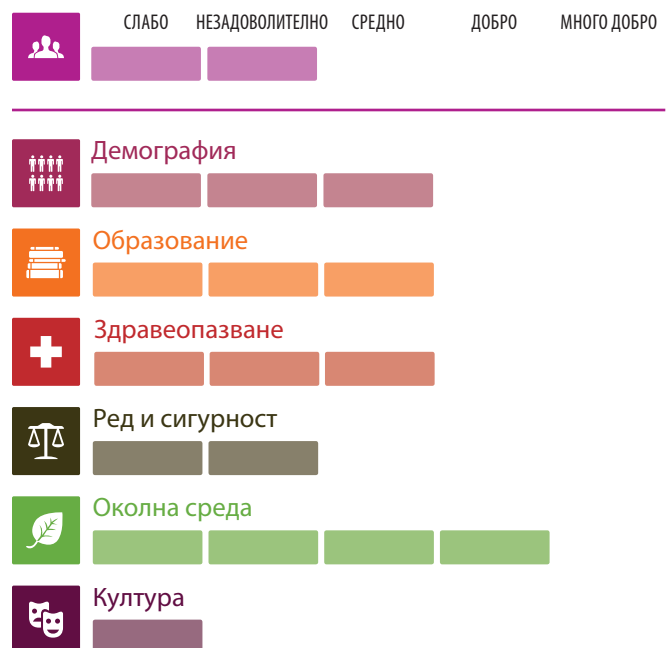 СЛАБО НЕЗАДОВОЛИТЕЛНО СРЕДНО ДОБРО МНОГО ДОБРО
Демография
Образование
Здравеопазване
Ред и сигурност
Околна среда
Култура